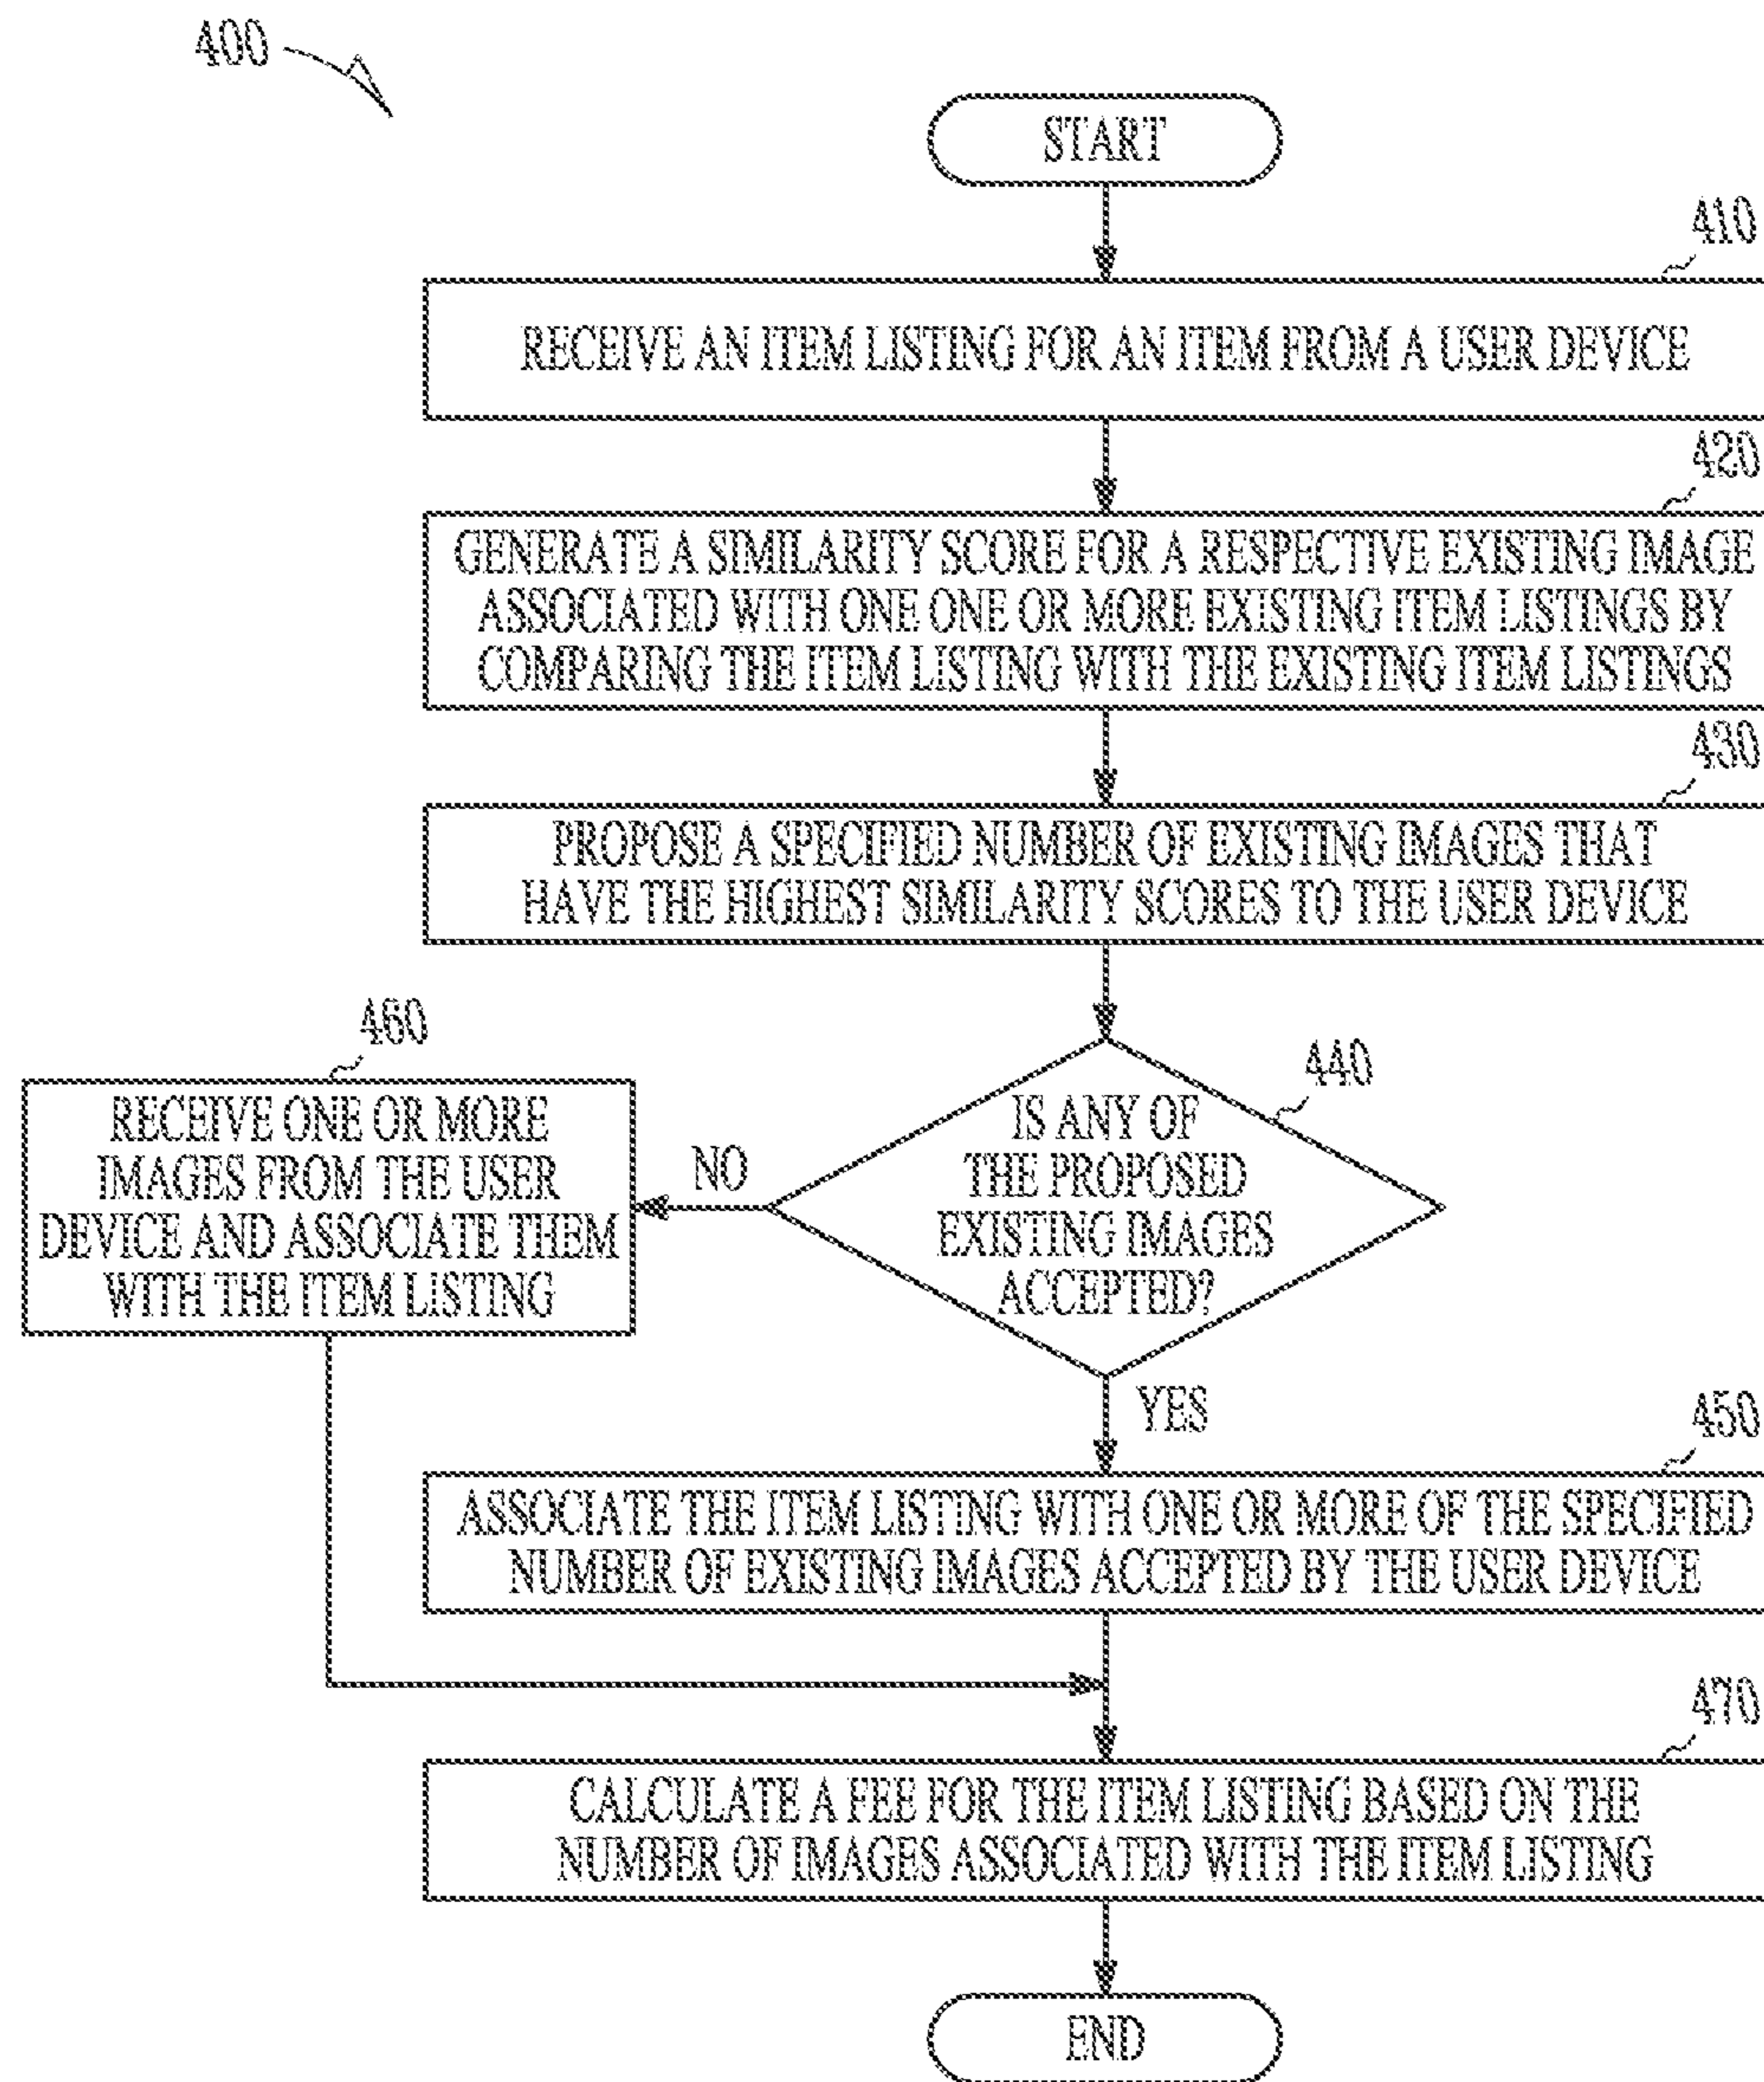 400
START
410
RECEIVE AN ITEM LISTING FOR AN ITEM FROM A USER DEVICE
420
GENERATE A SIMILARITY SCORE FOR A RESPECTIVE EXISTING IMAGE
ASSOCIATED WITH ONE ONE OR MORE EXISTING ITEM LISTINGS BY
COMPARING THE ITEM LISTING WITH THE EXISTING ITEM LISTINGS
430
PROPOSE A SPECIFIED NUMBER OF EXISTING IMAGES THAT
HAVE THE HIGHEST SIMILARITY SCORES TO THE USER DEVICE
440
IS ANY OF
THE PROPOSED
EXISTING IMAGES
ACCEPTED?
NO
460
RECEIVE ONE OR MORE
IMAGES FROM THE USER
DEVICE AND ASSOCIATE THEM
WITH THE ITEM LISTING
YES
450
ASSOCIATE THE ITEM LISTING WITH ONE OR MORE OF THE SPECIFIED
NUMBER OF EXISTING IMAGES ACCEPTED BY THE USER DEVICE
470
CALCULATE A FEE FOR THE ITEM LISTING BASED ON THE
NUMBER OF IMAGES ASSOCIATED WITH THE ITEM LISTING
END